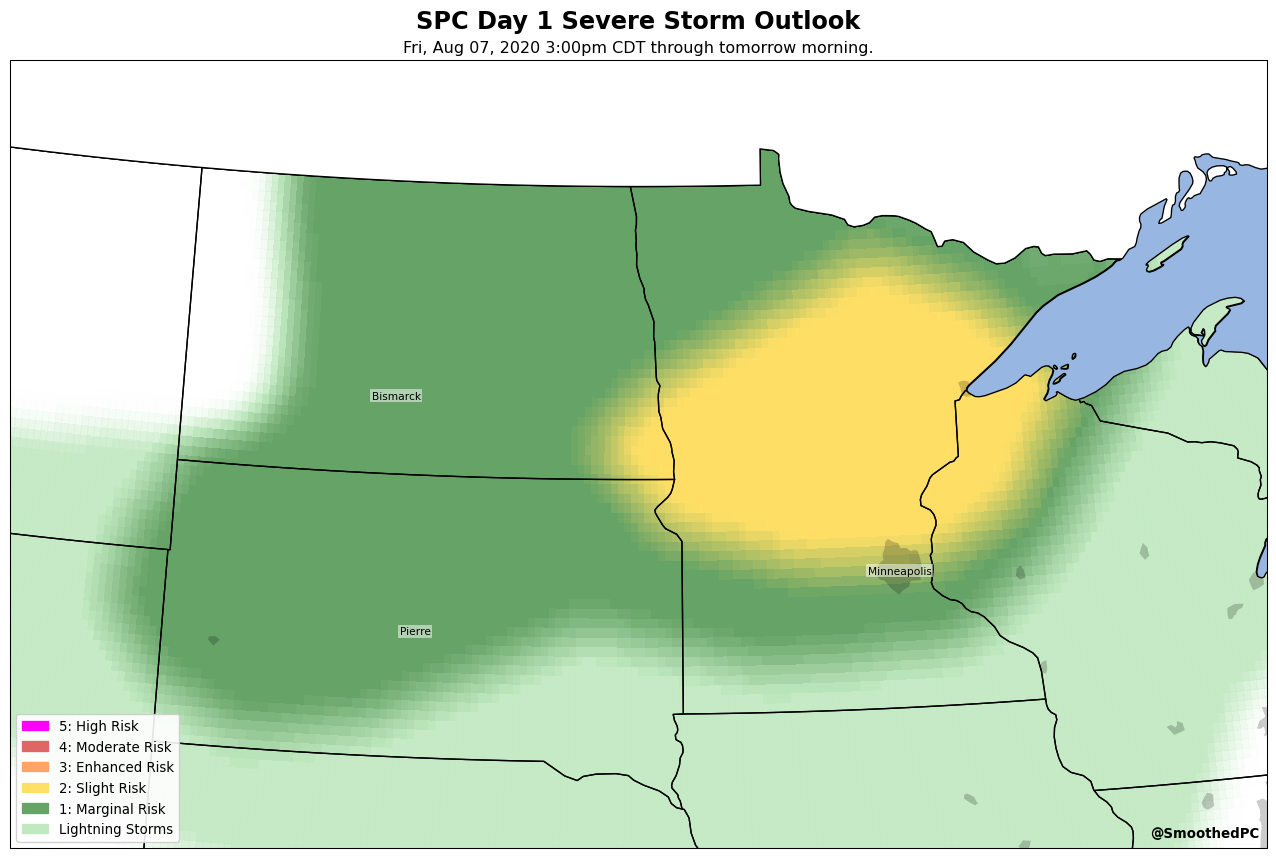 SPC Day 1 Severe Storm Outlook
Fri, Aug 07, 2020 3:00pm CDT through tomorrow morning.
Bismarck
Minneapolis
Pierre
5: High Risk
4: Moderate Risk
3: Enhanced Risk
2: Slight Risk
1: Marginal Risk
Lightning Storms
@SmoothedPC